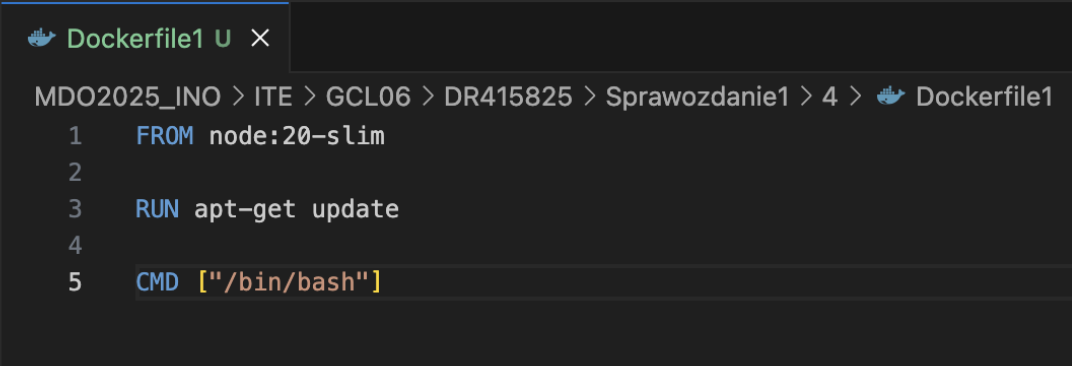 Dockerfile1 U ×
MDO2025_INO > ITE > GCL06 > DR415825 > Sprawozdanie1 > 4 > Dockerfile1
1 FROM node:20-slim
2
3 RUN apt-get update
4
5 CMD ["/bin/bash"]